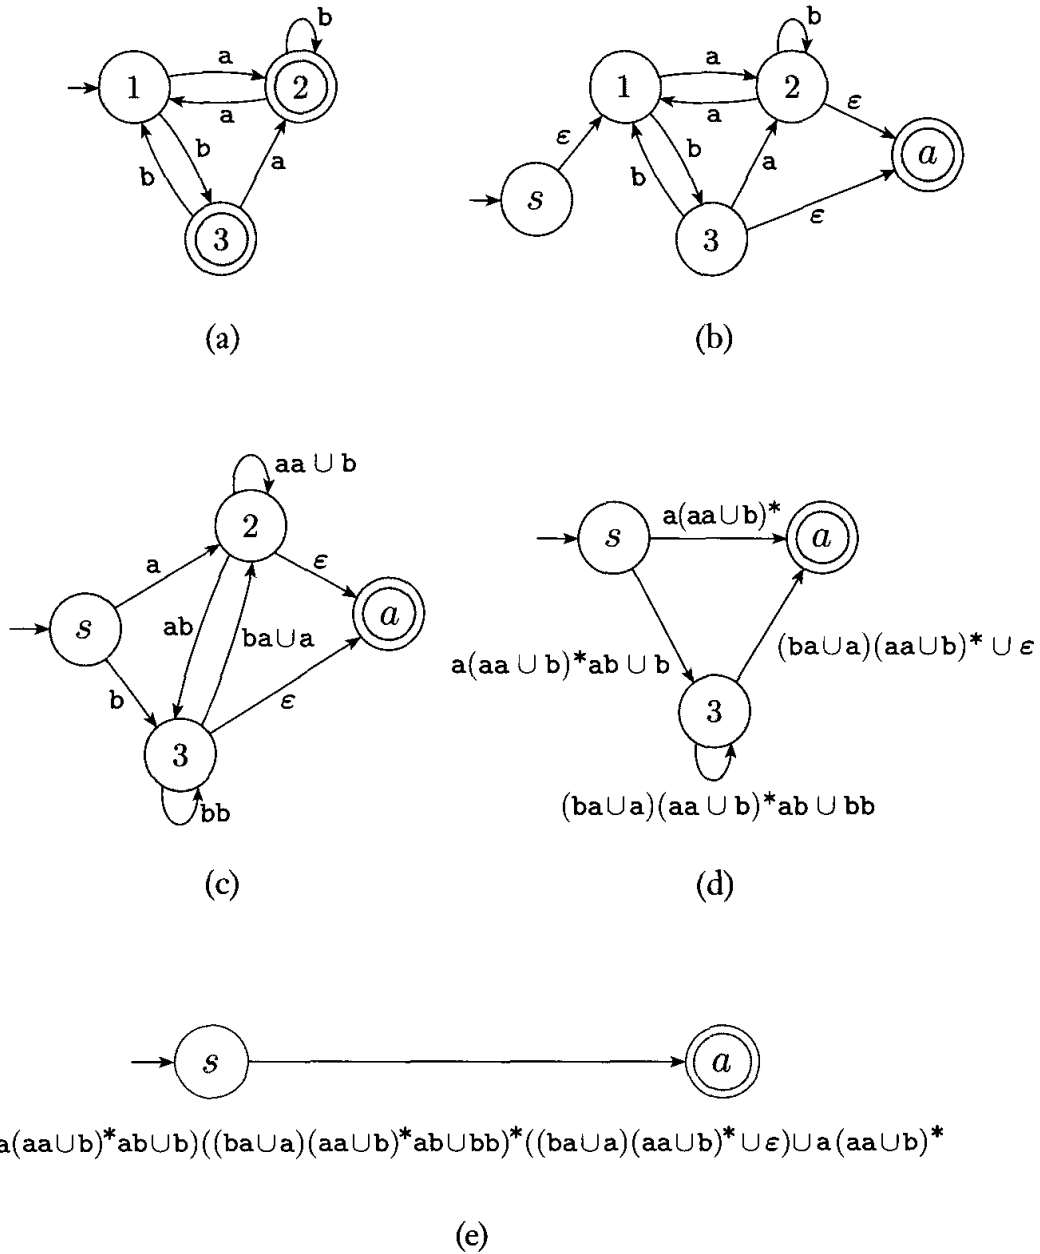 b b
a a
1 2 1 2
a ε a
ε a
b b
b a b a
s
3 3 ε
(a) (b)
aa ∪ b
2
a(aa∪b)*
a ε s a
s ab ba∪a a
a(aa ∪ b)*ab ∪ b (ba∪a)(aa∪b)* ∪ ε
b ε
3 3
bb (ba∪a)(aa ∪ b)*ab ∪ bb
(c) (d)
s a
a(aa∪b)*ab∪b)((ba∪a)(aa∪b)*ab∪bb)*((ba∪a)(aa∪b)*∪ε)∪a(aa∪b)*
(e)